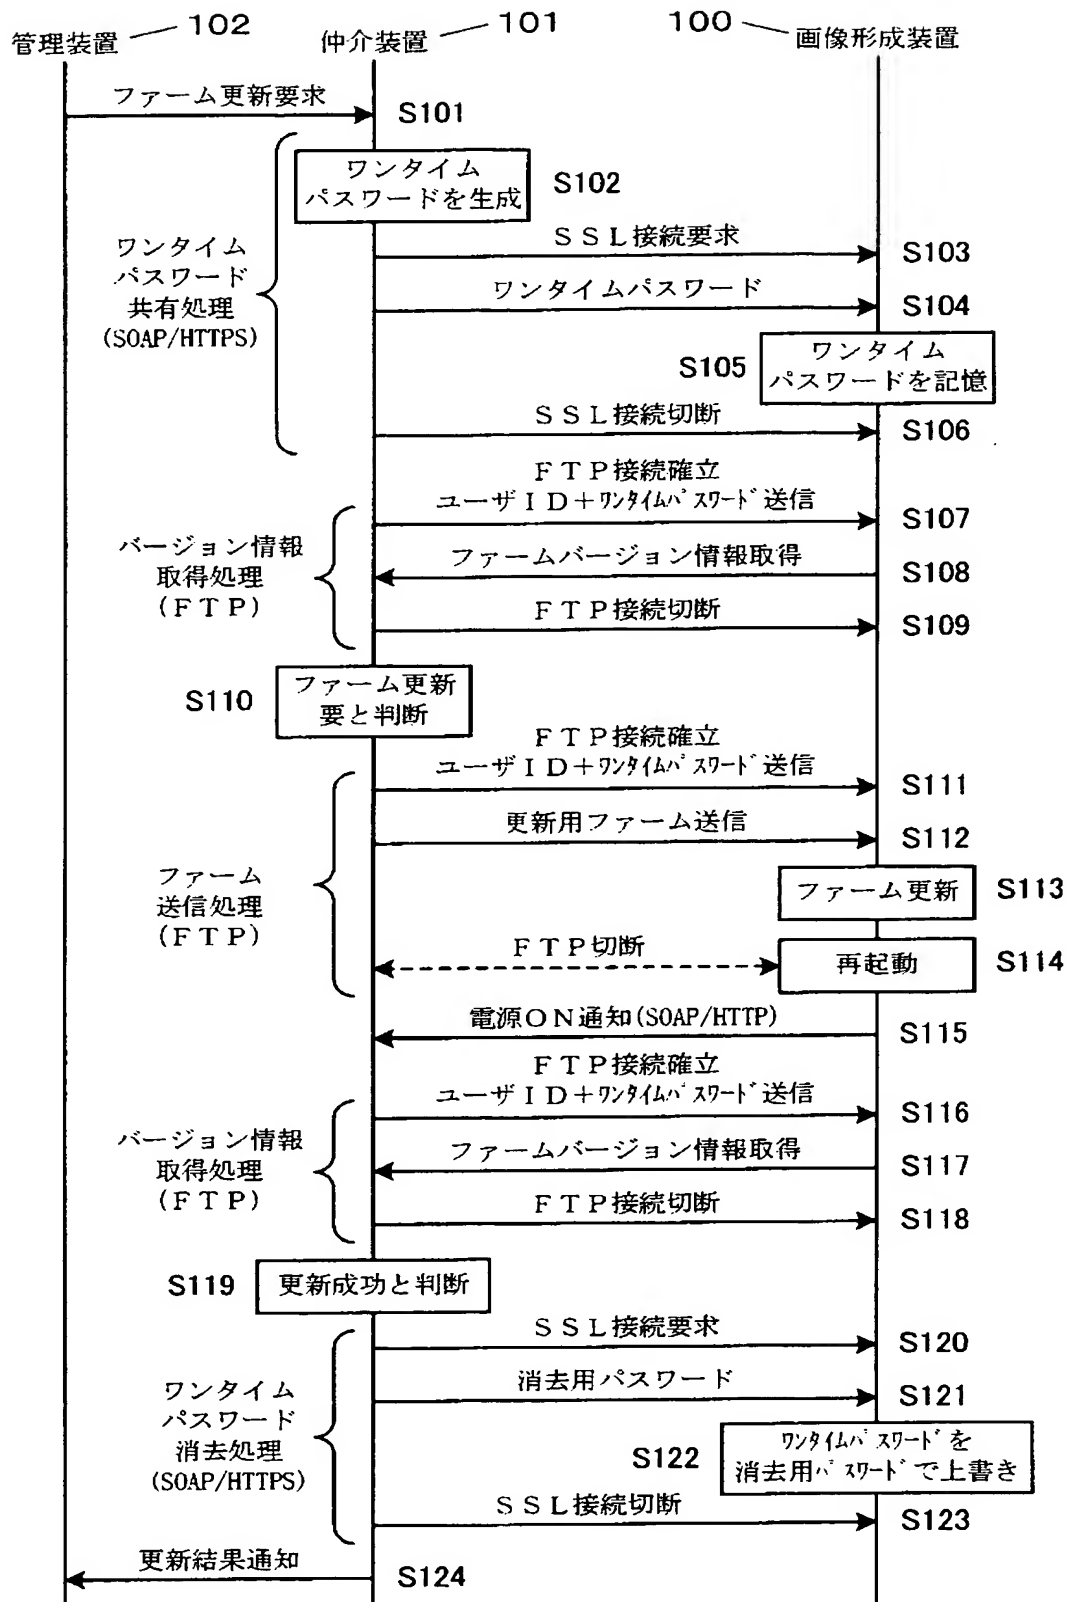 管理装置 102
仲介装置 101
100 画像形成装置
ファーム更新要求
S101
ワンタイム
パスワードを生成
S102
ワンタイム
パスワード
共有処理
(SOAP/HTTPS)
ＳＳＬ接続要求
S103
ワンタイムパスワード
S104
S105
ワンタイム
パスワードを記憶
ＳＳＬ接続切断
S106
ＦＴＰ接続確立
ユーザＩＤ＋ﾜﾝﾀｲﾑﾊﾟｽﾜｰﾄﾞ送信
S107
バージョン情報
取得処理
(ＦＴＰ)
ファームバージョン情報取得
S108
ＦＴＰ接続切断
S109
S110
ファーム更新
要と判断
ＦＴＰ接続確立
ユーザＩＤ＋ﾜﾝﾀｲﾑﾊﾟｽﾜｰﾄﾞ送信
S111
更新用ファーム送信
S112
ファーム
送信処理
(ＦＴＰ)
ファーム更新
S113
ＦＴＰ切断
再起動
S114
電源ＯＮ通知(SOAP/HTTP)
S115
ＦＴＰ接続確立
ユーザＩＤ＋ﾜﾝﾀｲﾑﾊﾟｽﾜｰﾄﾞ送信
S116
バージョン情報
取得処理
(ＦＴＰ)
ファームバージョン情報取得
S117
ＦＴＰ接続切断
S118
S119
更新成功と判断
ＳＳＬ接続要求
S120
消去用パスワード
S121
ワンタイム
パスワード
消去処理
(SOAP/HTTPS)
S122
ﾜﾝﾀｲﾑﾊﾟｽﾜｰﾄﾞを
消去用ﾊﾟｽﾜｰﾄﾞで上書き
ＳＳＬ接続切断
S123
更新結果通知
S124